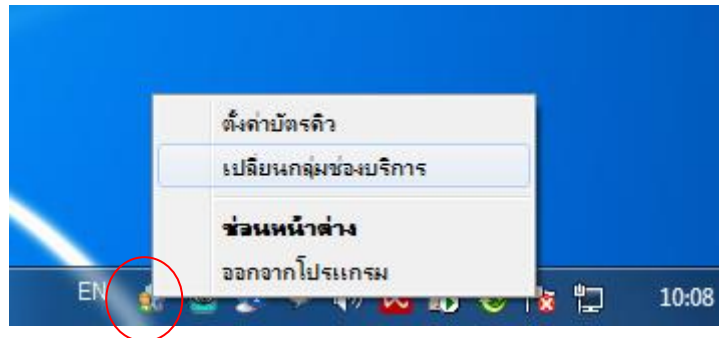 ตั้งค่าบัตรคิว
เปลี่ยนกลุ่มช่องบริการ
ซ่อนหน้าต่าง
ออกจากโปรแกรม
EN 10:08